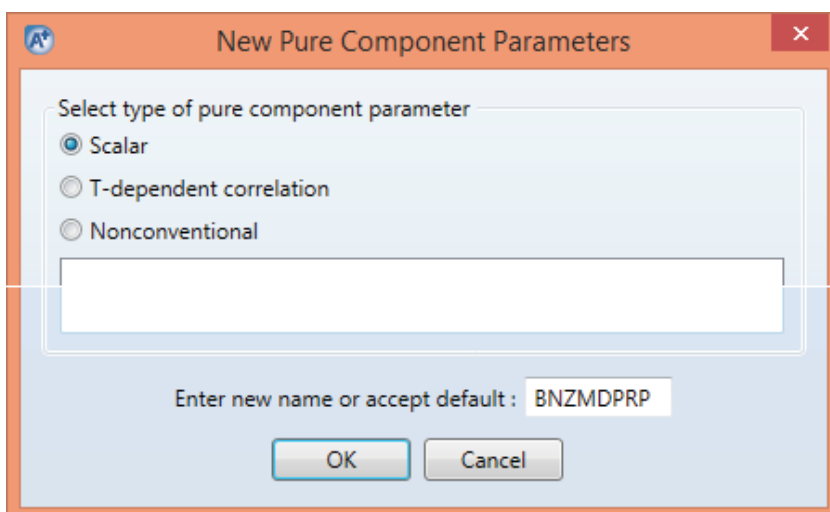 New Pure Component Parameters
Select type of pure component parameter
Scalar
T-dependent correlation
Nonconventional
Enter new name or accept default : BNZMDPRP
OK Cancel